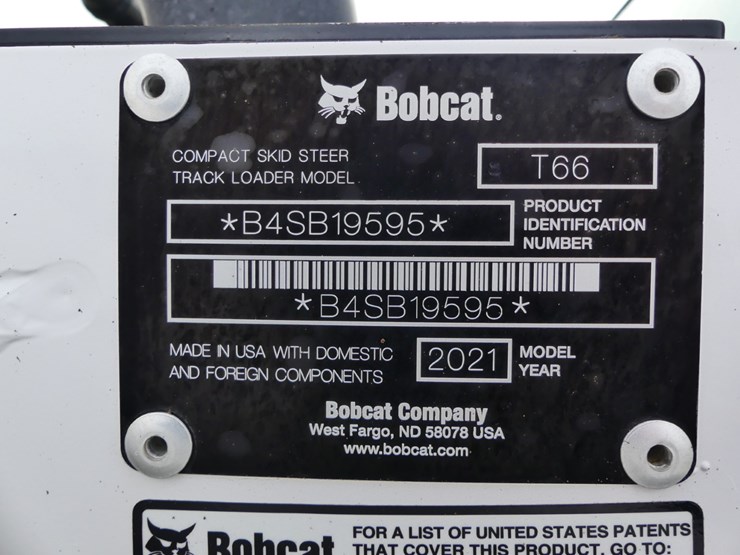 Bobcat.
COMPACT SKID STEER
TRACK LOADER MODEL
T66
*B4SB19595*
PRODUCT
IDENTIFICATION
NUMBER
*B4SB19595*
MADE IN USA WITH DOMESTIC
AND FOREIGN COMPONENTS
2021
MODEL
YEAR
Bobcat Company
West Fargo, ND 58078 USA
www.bobcat.com
Bobcat
FOR A LIST OF UNITED STATES PATENTS
THAT COVER THIS PRODUCT, GO TO: